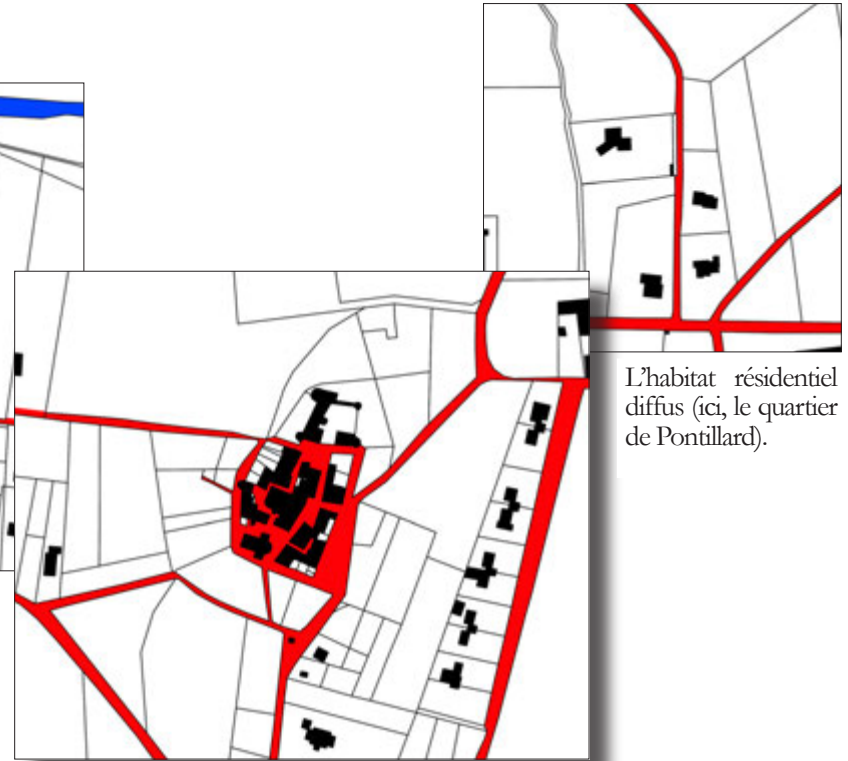 L’habitat résidentiel
diffus (ici, le quartier
de Pontillard).